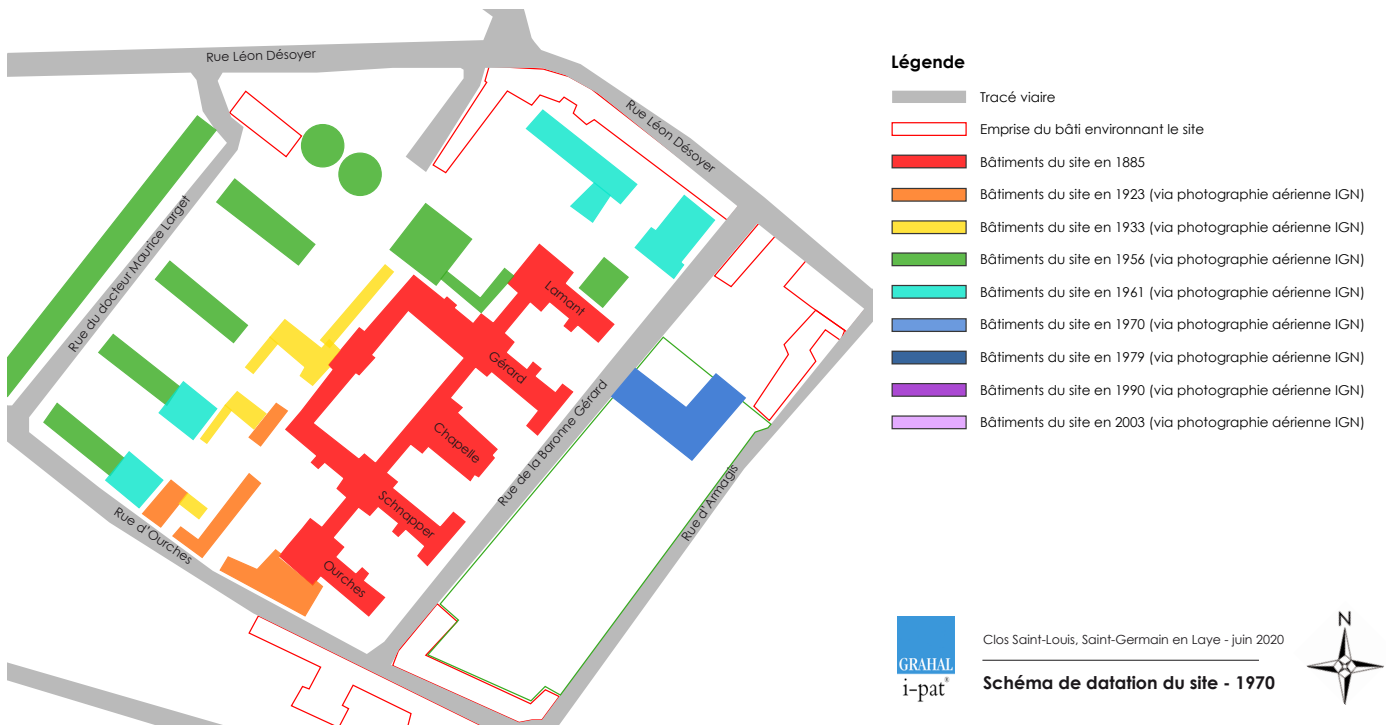 Rue Léon Désoyer
Rue Léon Désoyer
Rue du docteur Maurice Larget
Lamant
Gérard
Chapelle
Schnapper
Ourches
Rue de la Baronne Gérard
Rue d'Armagis
Rue d'Ourches
Légende
Tracé viaire
Emprise du bâti environnant le site
Bâtiments du site en 1885
Bâtiments du site en 1923 (via photographie aérienne IGN)
Bâtiments du site en 1933 (via photographie aérienne IGN)
Bâtiments du site en 1956 (via photographie aérienne IGN)
Bâtiments du site en 1961 (via photographie aérienne IGN)
Bâtiments du site en 1970 (via photographie aérienne IGN)
Bâtiments du site en 1979 (via photographie aérienne IGN)
Bâtiments du site en 1990 (via photographie aérienne IGN)
Bâtiments du site en 2003 (via photographie aérienne IGN)
GRAHAL
i-pat®
Clos Saint-Louis, Saint-Germain en Laye - juin 2020
Schéma de datation du site - 1970
N